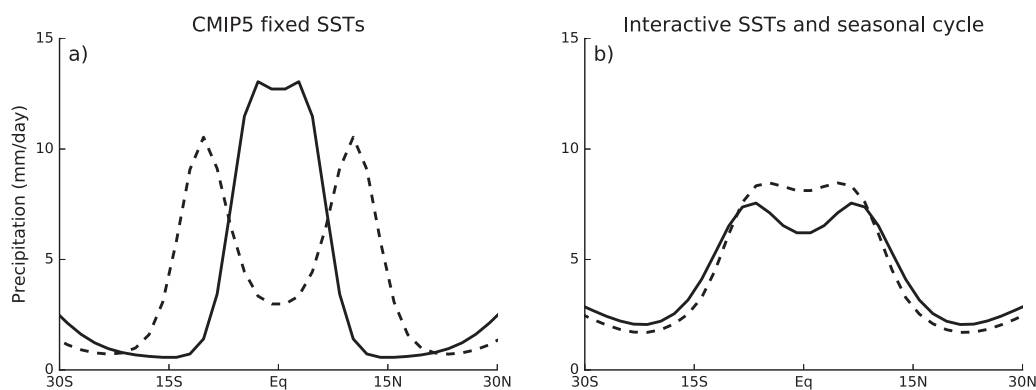 CMIP5 fixed SSTs
a)
15
10
5
0
Precipitation (mm/day)
30S 15S Eq 15N 30N
Interactive SSTs and seasonal cycle
b)
15
10
5
0
30S 15S Eq 15N 30N